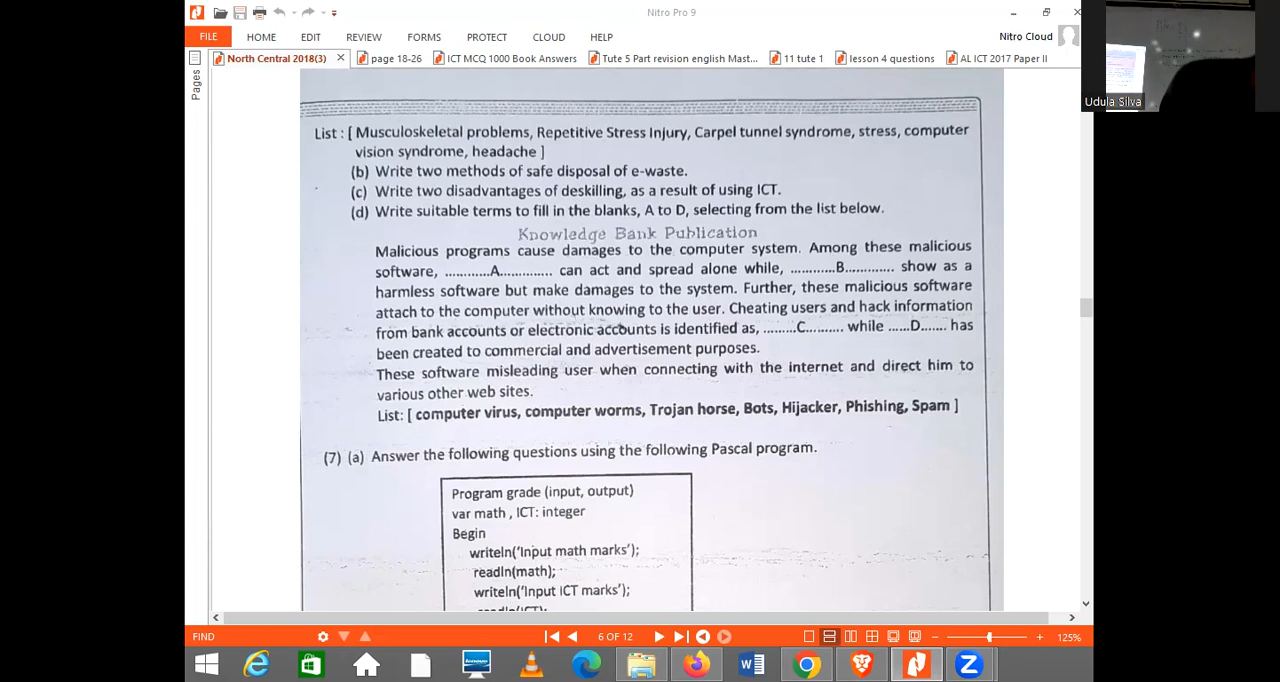 Nitro Pro 9
FILE HOME EDIT REVIEW FORMS PROTECT CLOUD HELP Nitro Cloud
North Central 2018(3) page 18-26 ICT MCQ 1000 Book Answers Tute 5 Part revision english Mast... 11 tute 1 lesson 4 questions AL ICT 2017 Paper II
Pages
Udula Silva
List : [ Musculoskeletal problems, Repetitive Stress Injury, Carpel tunnel syndrome, stress, computer
vision syndrome, headache ]
(b) Write two methods of safe disposal of e-waste.
(c) Write two disadvantages of deskilling, as a result of using ICT.
(d) Write suitable terms to fill in the blanks, A to D, selecting from the list below.
Knowledge Bank Publication
Malicious programs cause damages to the computer system. Among these malicious
software, ...........A............. can act and spread alone while, ...........B............ show as a
harmless software but make damages to the system. Further, these malicious software
attach to the computer without knowing to the user. Cheating users and hack information
from bank accounts or electronic accounts is identified as, ........C......... while ......D....... has
been created to commercial and advertisement purposes.
These software misleading user when connecting with the internet and direct him to
various other web sites.
List: [ computer virus, computer worms, Trojan horse, Bots, Hijacker, Phishing, Spam ]
(7) (a) Answer the following questions using the following Pascal program.
Program grade (input, output)
var math , ICT: integer
Begin
writeln('Input math marks');
readln(math);
writeln('Input ICT marks');
readln(ICT);
FIND 6 OF 12 125%